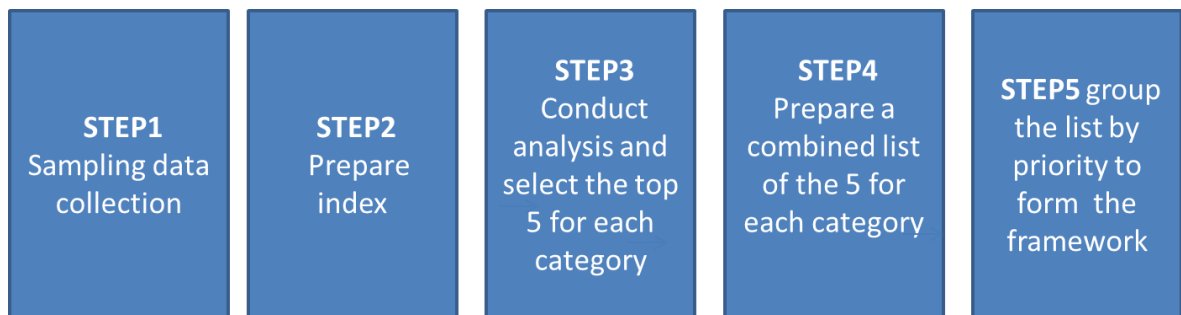 STEP1
Sampling data
collection
STEP2
Prepare
index
STEP3
Conduct
analysis and
select the top
5 for each
category
STEP4
Prepare a
combined list
of the 5 for
each category
STEP5 group
the list by
priority to
form the
framework